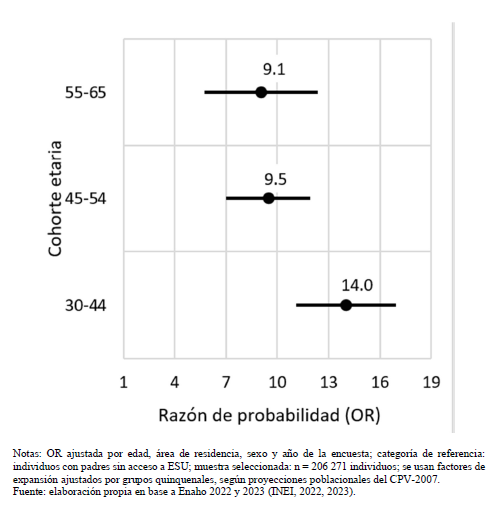 9.1
55-65
Cohorte etaria
9.5
45-54
14.0
30-44
1 4 7 10 13 16 19
Razón de probabilidad (OR)
Notas: OR ajustada por edad, área de residencia, sexo y año de la encuesta; categoría de referencia:
individuos con padres sin acceso a ESU; muestra seleccionada: n = 206 271 individuos; se usan factores de
expansión ajustados por grupos quinquenales, según proyecciones poblacionales del CPV-2007.
Fuente: elaboración propia en base a Enaho 2022 y 2023 (INEI, 2022, 2023).